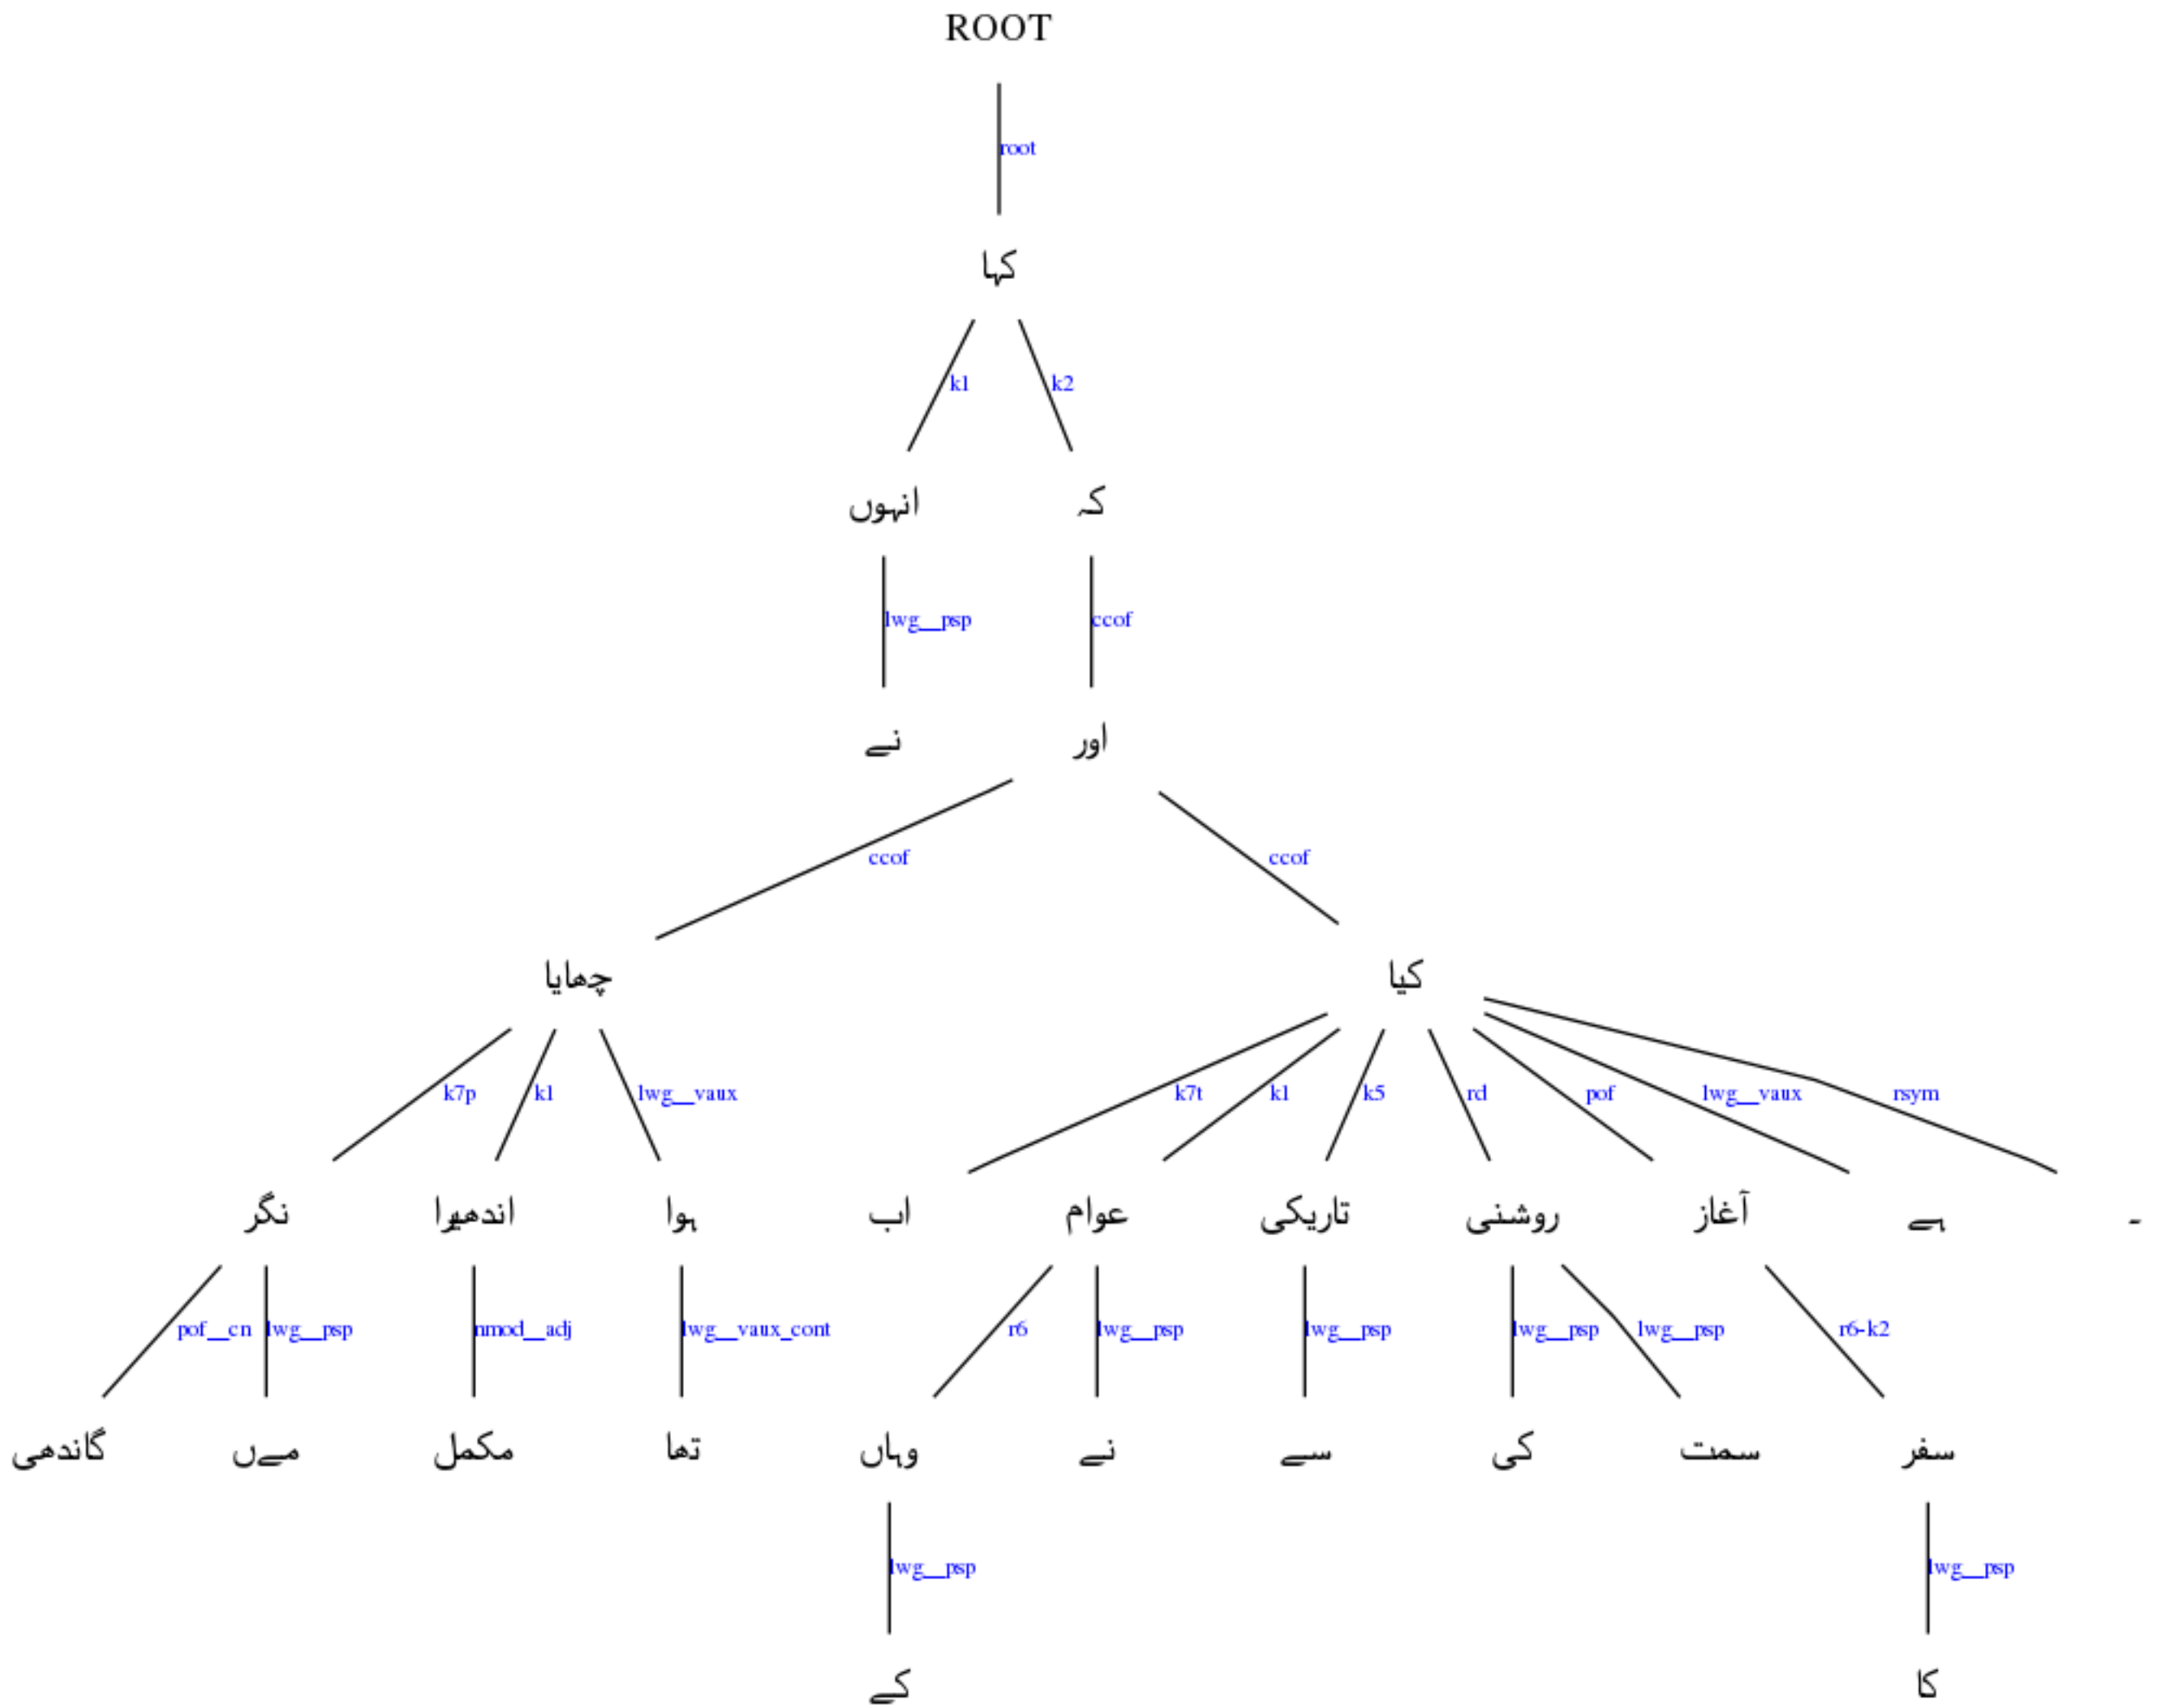 ROOT
root
کہا
k1 k2
انہوں کہ
lwg__psp ccof
نے اور
ccof ccof
چھایا کیا
k7p k1 lwg__vaux k7t k1 k5 rd pof lwg__vaux rsym
نگر اندھیرا ہوا اب عوام تاریکی روشنی آغاز ہے ۔
pof__cn lwg__psp nmod__adj lwg__vaux_cont r6 lwg__psp lwg__psp lwg__psp lwg__psp r6-k2
گاندھی مےں مکمل تھا وہاں نے سے کی سمت سفر
lwg__psp lwg__psp
کے کا